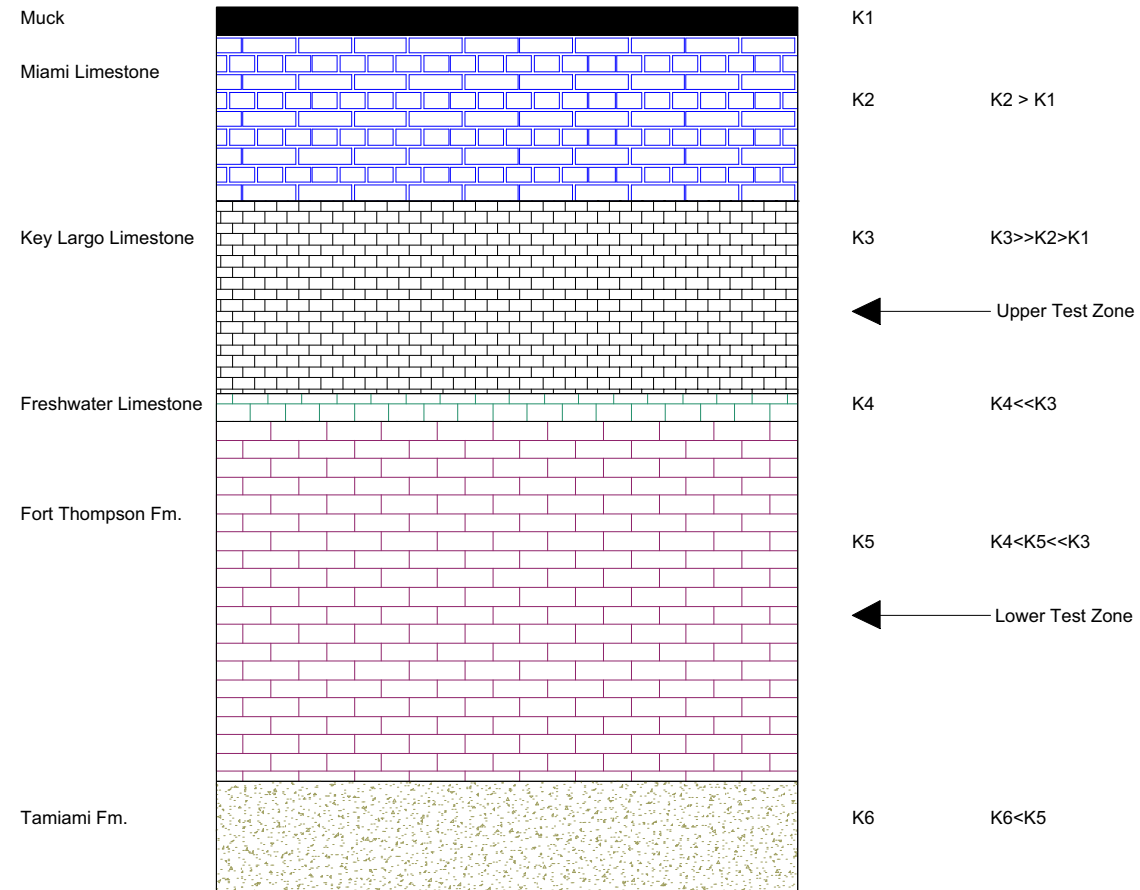 Muck
K1
Miami Limestone
K2
K2 > K1
Key Largo Limestone
K3
K3>>K2>K1
Upper Test Zone
Freshwater Limestone
K4
K4<<K3
Fort Thompson Fm.
K5
K4<K5<<K3
Lower Test Zone
Tamiami Fm.
K6
K6<K5